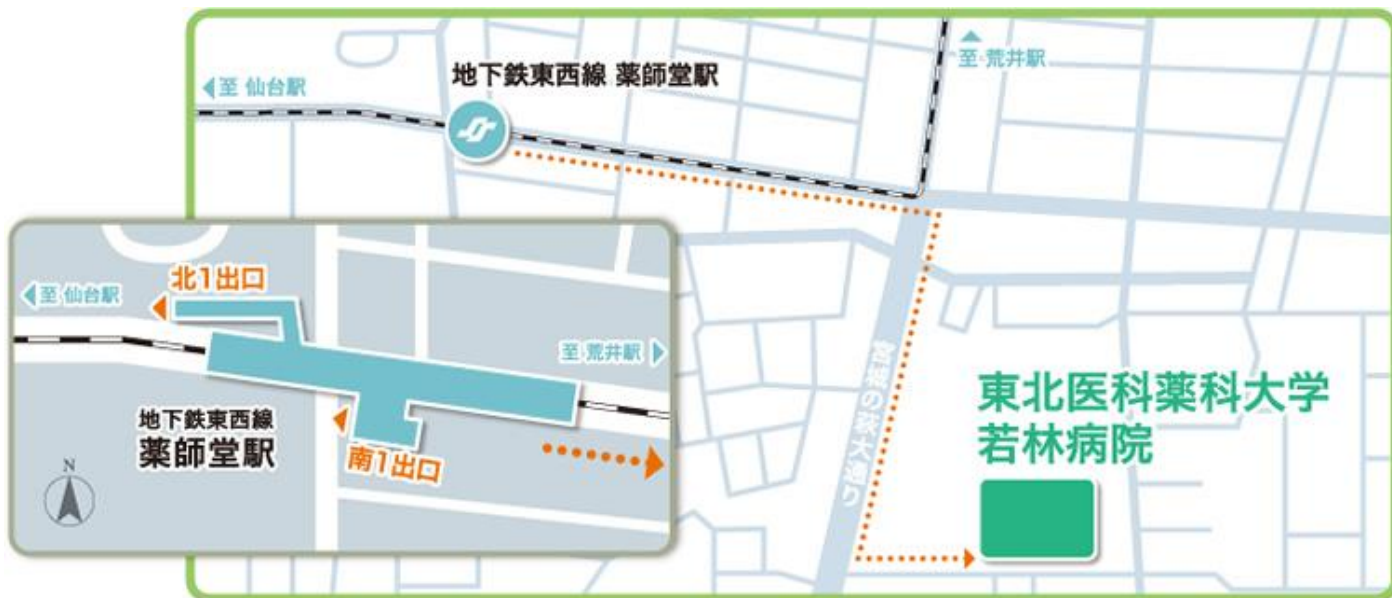 地下鉄東西線 薬師堂駅
至 仙台駅
至 荒井駅
宮城の萩大通り
東北医科薬科大学
若林病院
北1出口
至 仙台駅
至 荒井駅
地下鉄東西線
薬師堂駅
南1出口
N